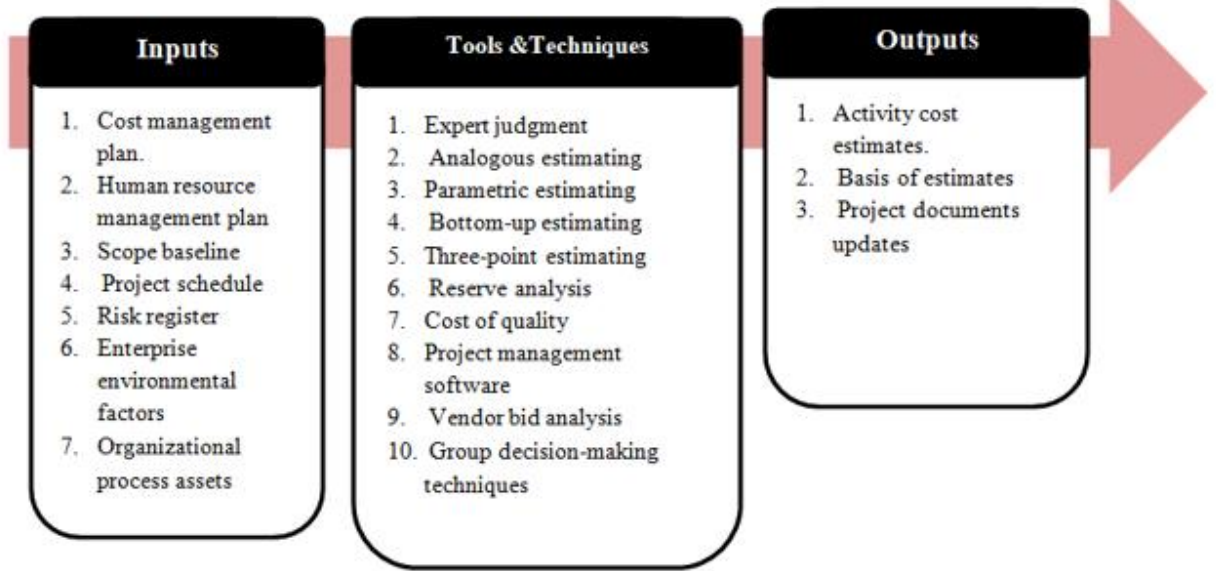 Inputs
1. Cost management
plan.
2. Human resource
management plan
3. Scope baseline
4. Project schedule
5. Risk register
6. Enterprise
environmental
factors
7. Organizational
process assets
Tools &Techniques
1. Expert judgment
2. Analogous estimating
3. Parametric estimating
4. Bottom-up estimating
5. Three-point estimating
6. Reserve analysis
7. Cost of quality
8. Project management
software
9. Vendor bid analysis
10. Group decision-making
techniques
Outputs
1. Activity cost
estimates.
2. Basis of estimates
3. Project documents
updates